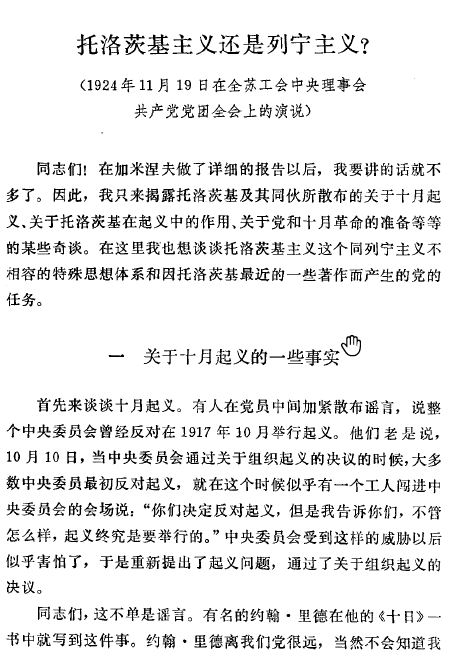 托洛茨基主义还是列宁主义？
（1924年11月19日在全苏工会中央理事会
共产党党团全会上的演说）
同志们！在加米涅夫做了详细的报告以后，我要讲的话就不
多了。因此，我只来揭露托洛茨基及其同伙所散布的关于十月起
义、关于托洛茨基在起义中的作用、关于党和十月革命的准备等等
的某些奇谈。在这里我也想谈谈托洛茨基主义这个同列宁主义不
相容的特殊思想体系和因托洛茨基最近的一些著作而产生的党的
任务。
一 关于十月起义的一些事实
首先来谈谈十月起义。有人在党员中间加紧散布谣言，说整
个中央委员会曾经反对在1917年10月举行起义。他们老是说，
10月10日，当中央委员会通过关于组织起义的决议的时候，大多
数中央委员最初反对起义，就在这个时候似乎有一个工人闯进中
央委员会的会场说：“你们决定反对起义，但是我告诉你们，不管
怎么样，起义终究是要举行的。”中央委员会受到这样的威胁以后
似乎害怕了，于是重新提出了起义问题，通过了关于组织起义的
决议。
同志们，这不单是谣言。有名的约翰·里德在他的《十日》一
书中就写到这件事。约翰·里德离我们党很远，当然不会知道我